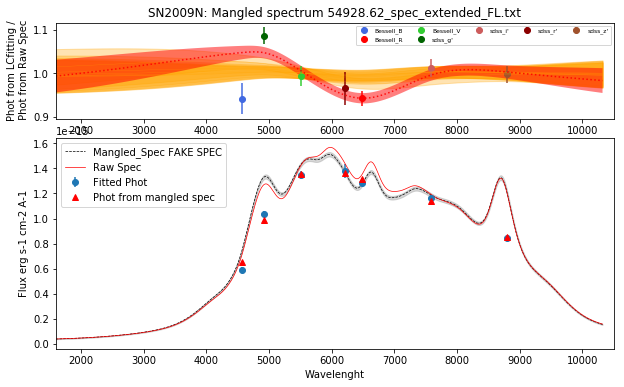 SN2009N: Mangled spectrum 54928.62_spec_extended_FL.txt
Phot from LCfitting /
Phot from Raw Spec
1.1
1.0
0.9
Bessell_B
Bessell_R
Bessell_V
sdss_g'
sdss_i'
sdss_r'
sdss_z'
2000 3000 4000 5000 6000 7000 8000 9000 10000
Flux erg s-1 cm-2 A-1
1.6
1.4
1.2
1.0
0.8
0.6
0.4
0.2
0.0
Mangled_Spec FAKE SPEC
Raw Spec
Fitted Phot
Phot from mangled spec
2000 3000 4000 5000 6000 7000 8000 9000 10000
Wavelenght